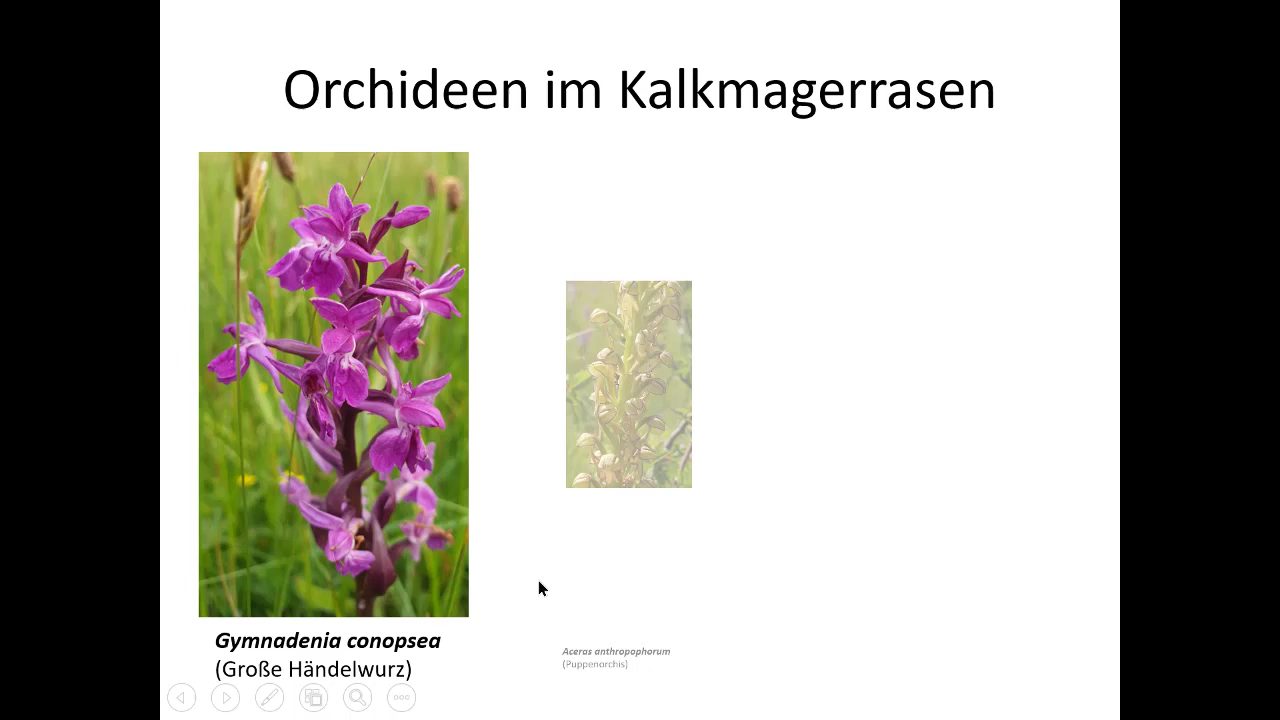 Orchideen im Kalkmagerrasen
Gymnadenia conopsea
(Große Händelwurz)
Aceras anthropophorum
(Puppenorchis)